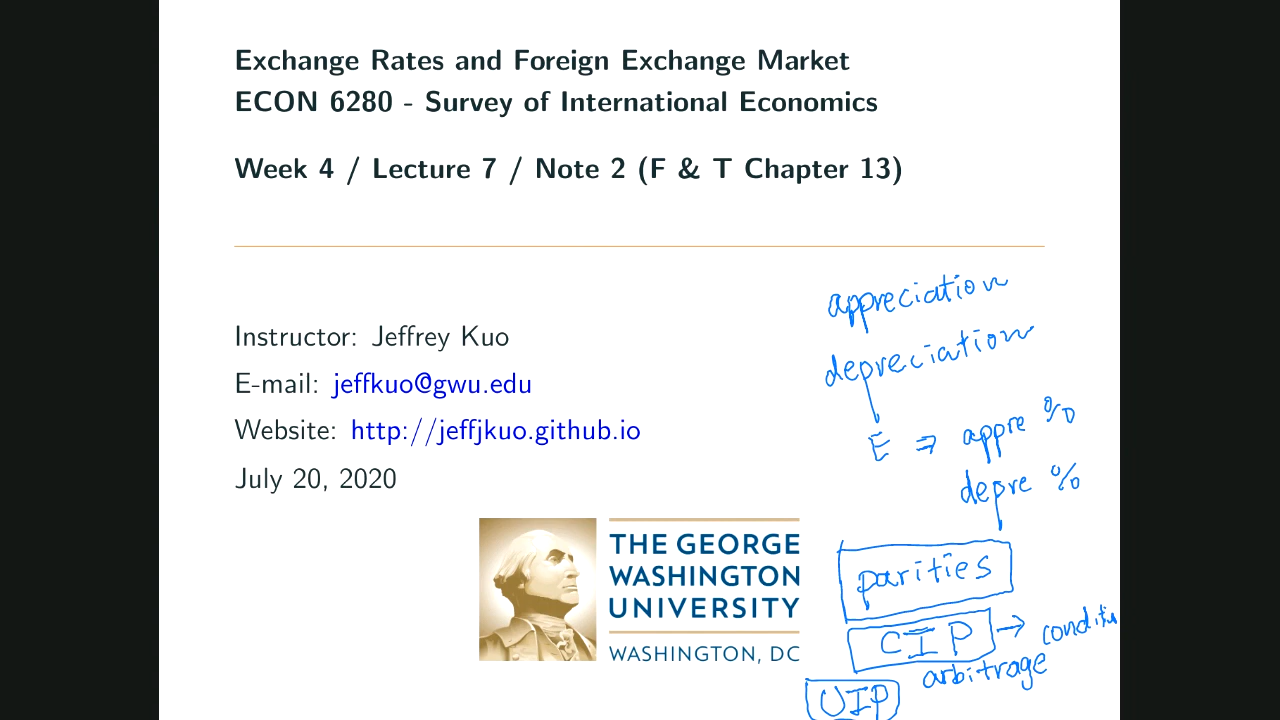 Exchange Rates and Foreign Exchange Market
ECON 6280 - Survey of International Economics
Week 4 / Lecture 7 / Note 2 (F & T Chapter 13)
appreciation
depreciation
Instructor: Jeffrey Kuo
E-mail: jeffkuo@gwu.edu
Website: http://jeffjkuo.github.io
July 20, 2020
E ⇒ appre %
depre %
THE GEORGE
WASHINGTON
UNIVERSITY
WASHINGTON, DC
parities
CIP →
arbitrage
UIP